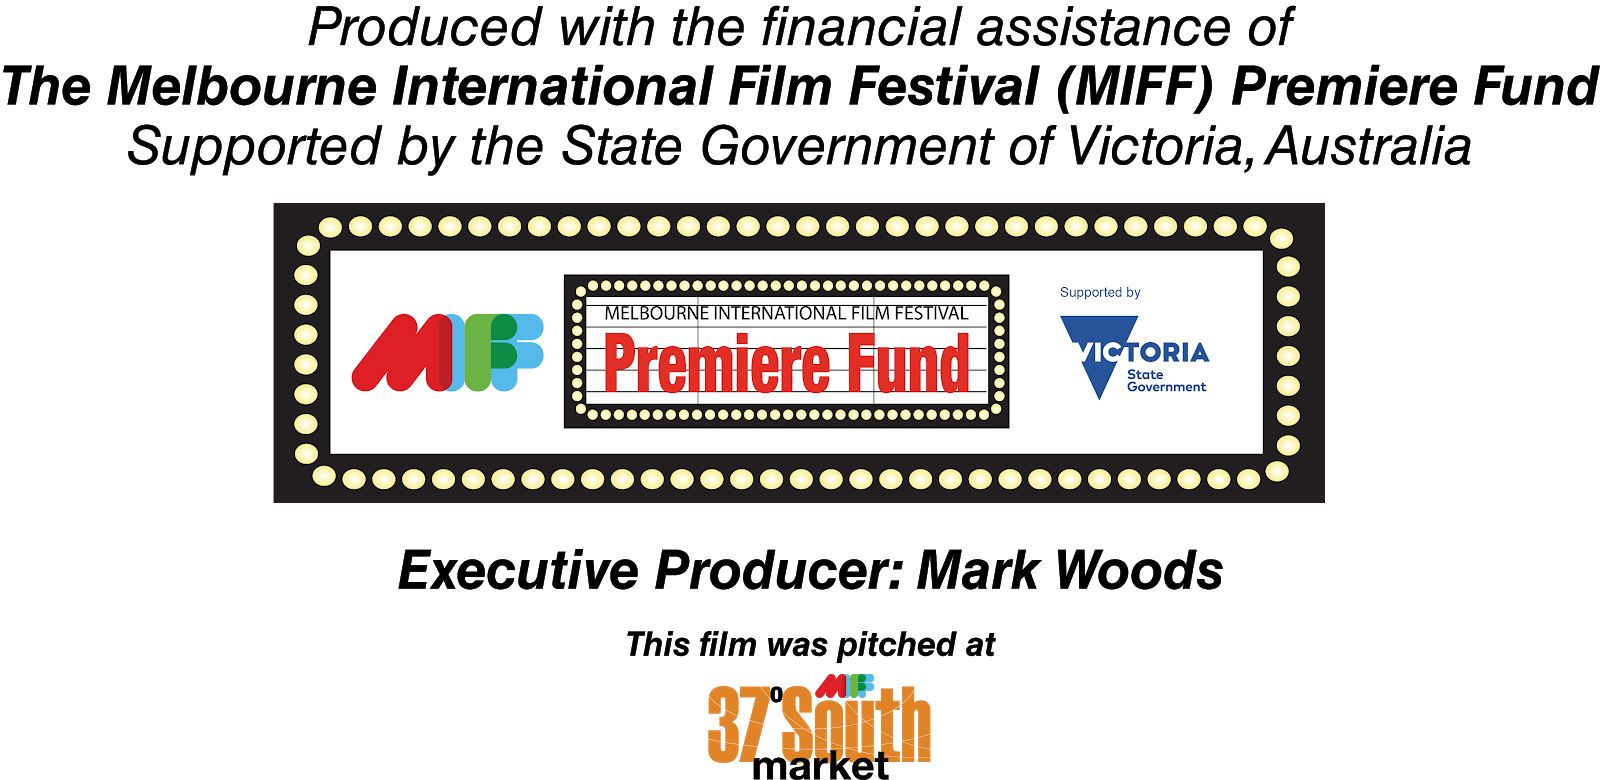 Produced with the financial assistance of
The Melbourne International Film Festival (MIFF) Premiere Fund
Supported by the State Government of Victoria, Australia
MIFF
MELBOURNE INTERNATIONAL FILM FESTIVAL
Premiere Fund
Supported by
VICTORIA
State
Government
Executive Producer: Mark Woods
This film was pitched at
MIFF
37ºSouth
market